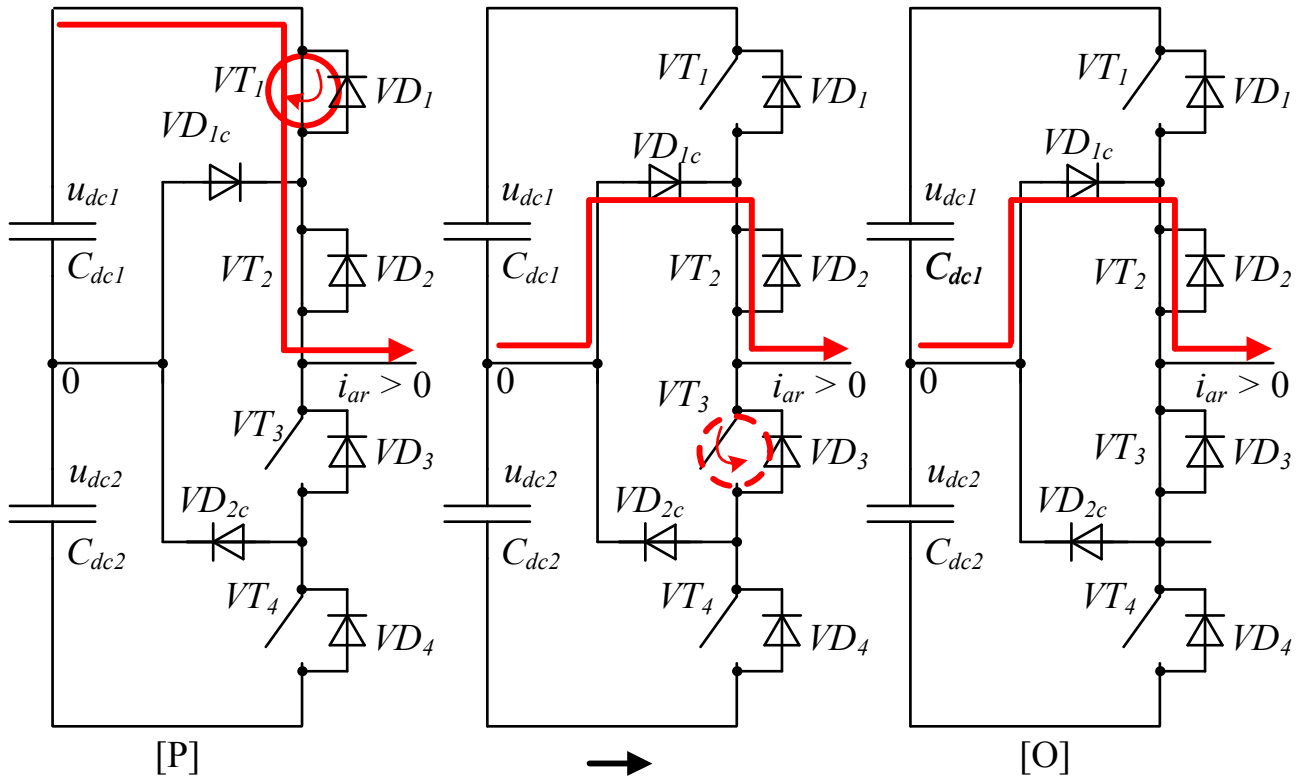 VT1
VD1
VD1c
udc1
Cdc1
VT2
VD2
0
iar > 0
VT3
VD3
udc2
VD2c
Cdc2
VT4
VD4
[P]
VT1
VD1
VD1c
udc1
Cdc1
VT2
VD2
0
iar > 0
VT3
VD3
udc2
VD2c
Cdc2
VT4
VD4
VT1
VD1
VD1c
udc1
Cdc1
VT2
VD2
0
iar > 0
VT3
VD3
udc2
VD2c
Cdc2
VT4
VD4
[O]